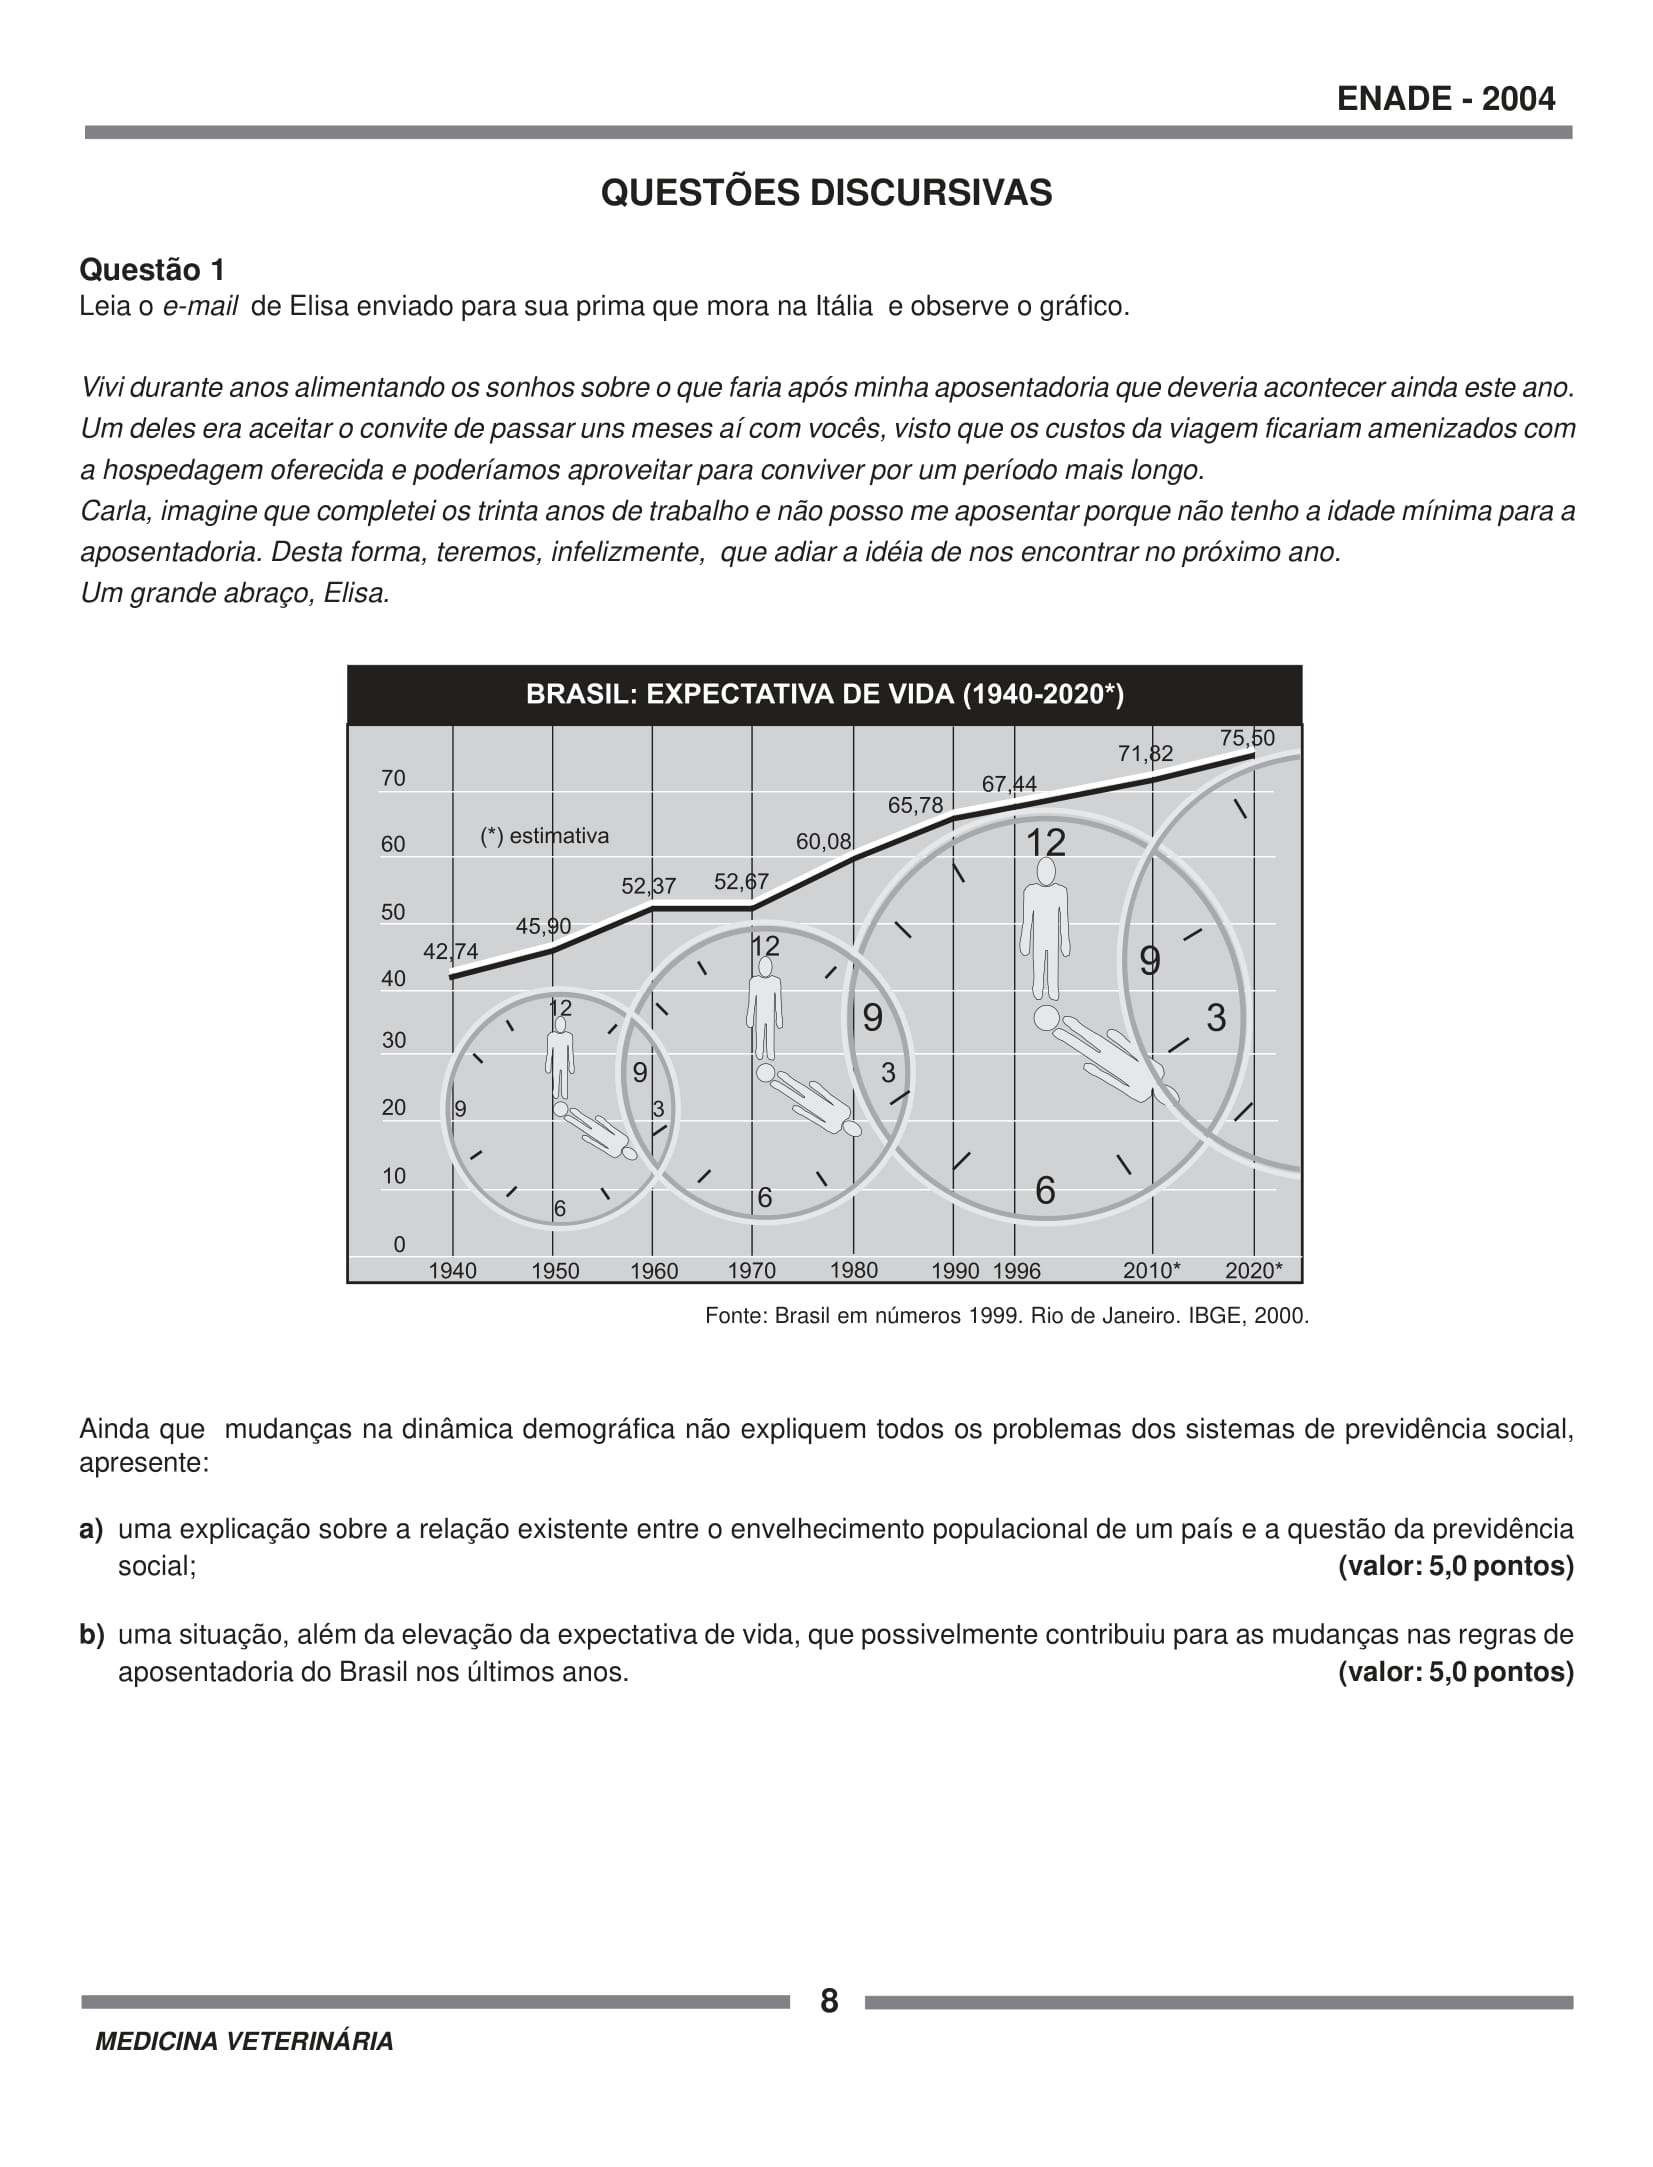 ENADE - 2004
QUESTÕES DISCURSIVAS
Questão 1
Leia o e-mail de Elisa enviado para sua prima que mora na Itália e observe o gráfico.
Vivi durante anos alimentando os sonhos sobre o que faria após minha aposentadoria que deveria acontecer ainda este ano.
Um deles era aceitar o convite de passar uns meses aí com vocês, visto que os custos da viagem ficariam amenizados com
a hospedagem oferecida e poderíamos aproveitar para conviver por um período mais longo.
Carla, imagine que completei os trinta anos de trabalho e não posso me aposentar porque não tenho a idade mínima para a
aposentadoria. Desta forma, teremos, infelizmente, que adiar a idéia de nos encontrar no próximo ano.
Um grande abraço, Elisa.
BRASIL: EXPECTATIVA DE VIDA (1940-2020*)
75,50
71,82
70
67,44
65,78
(*) estimativa
60
60,08
12
52,37
52,67
50
45,90
12
42,74
9
40
12
9
3
30
9
3
20
9
3
10
6
6
6
0
1940 1950 1960 1970 1980 1990 1996 2010* 2020*
Fonte: Brasil em números 1999. Rio de Janeiro. IBGE, 2000.
Ainda que mudanças na dinâmica demográfica não expliquem todos os problemas dos sistemas de previdência social,
apresente:
a) uma explicação sobre a relação existente entre o envelhecimento populacional de um país e a questão da previdência
social; (valor: 5,0 pontos)
b) uma situação, além da elevação da expectativa de vida, que possivelmente contribuiu para as mudanças nas regras de
aposentadoria do Brasil nos últimos anos. (valor: 5,0 pontos)
8
MEDICINA VETERINÁRIA